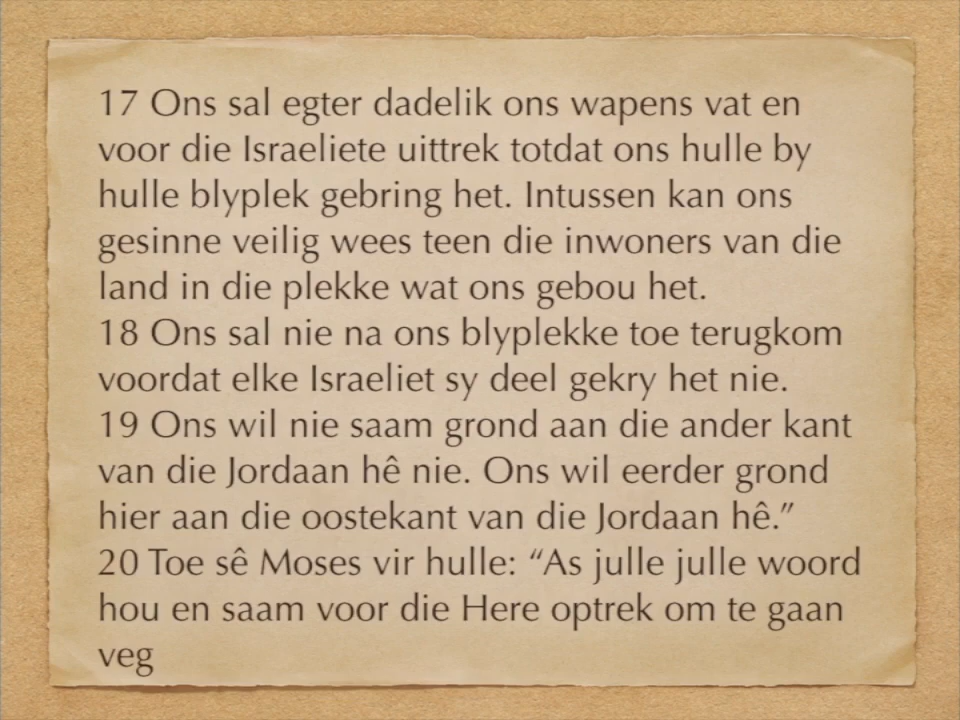 17 Ons sal egter dadelik ons wapens vat en
voor die Israeliete uittrek totdat ons hulle by
hulle blyplek gebring het. Intussen kan ons
gesinne veilig wees teen die inwoners van die
land in die plekke wat ons gebou het.
18 Ons sal nie na ons blyplekke toe terugkom
voordat elke Israeliet sy deel gekry het nie.
19 Ons wil nie saam grond aan die ander kant
van die Jordaan hê nie. Ons wil eerder grond
hier aan die oostekant van die Jordaan hê.”
20 Toe sê Moses vir hulle: “As julle julle woord
hou en saam voor die Here optrek om te gaan
veg